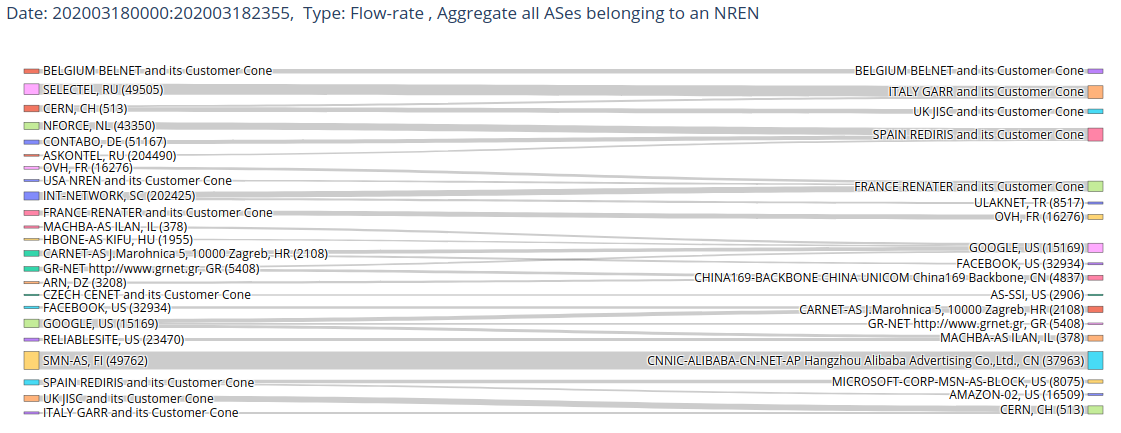 Date: 202003180000:202003182355,  Type: Flow-rate , Aggregate all ASes belonging to an NREN
BELGIUM BELNET and its Customer Cone
SELECTEL, RU (49505)
CERN, CH (513)
NFORCE, NL (43350)
CONTABO, DE (51167)
ASKONTEL, RU (204490)
OVH, FR (16276)
USA NREN and its Customer Cone
INT-NETWORK, SC (202425)
FRANCE RENATER and its Customer Cone
MACHBA-AS ILAN, IL (378)
HBONE-AS KIFU, HU (1955)
CARNET-AS J.Marohnica 5, 10000 Zagreb, HR (2108)
GR-NET http://www.grnet.gr, GR (5408)
ARN, DZ (3208)
CZECH CENET and its Customer Cone
FACEBOOK, US (32934)
GOOGLE, US (15169)
RELIABLESITE, US (23470)
SMN-AS, FI (49762)
SPAIN REDIRIS and its Customer Cone
UK JISC and its Customer Cone
ITALY GARR and its Customer Cone
BELGIUM BELNET and its Customer Cone
ITALY GARR and its Customer Cone
UK JISC and its Customer Cone
SPAIN REDIRIS and its Customer Cone
FRANCE RENATER and its Customer Cone
ULAKNET, TR (8517)
OVH, FR (16276)
GOOGLE, US (15169)
FACEBOOK, US (32934)
CHINA169-BACKBONE CHINA UNICOM China169 Backbone, CN (4837)
AS-SSI, US (2906)
CARNET-AS J.Marohnica 5, 10000 Zagreb, HR (2108)
GR-NET http://www.grnet.gr, GR (5408)
MACHBA-AS ILAN, IL (378)
CNNIC-ALIBABA-CN-NET-AP Hangzhou Alibaba Advertising Co.,Ltd., CN (37963)
MICROSOFT-CORP-MSN-AS-BLOCK, US (8075)
AMAZON-02, US (16509)
CERN, CH (513)